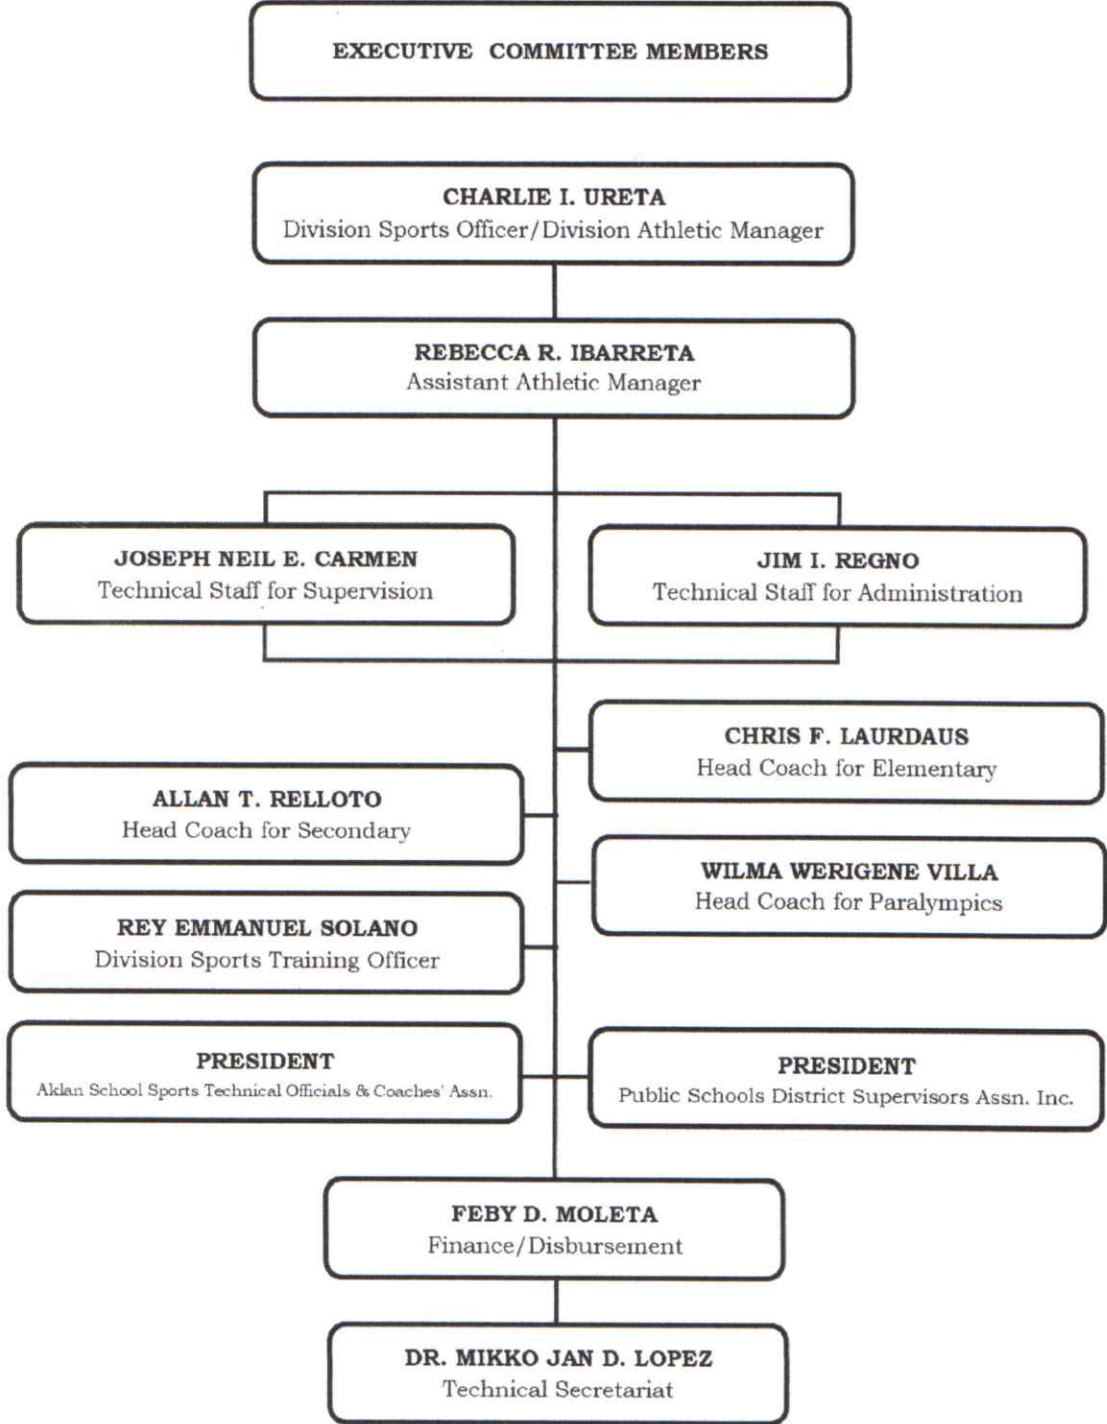 EXECUTIVE COMMITTEE MEMBERS
CHARLIE I. URETA
Division Sports Officer/Division Athletic Manager
REBECCA R. IBARRETA
Assistant Athletic Manager
JOSEPH NEIL E. CARMEN
Technical Staff for Supervision
JIM I. REGNO
Technical Staff for Administration
CHRIS F. LAURDAUS
Head Coach for Elementary
ALLAN T. RELLOTO
Head Coach for Secondary
WILMA WERIGENE VILLA
Head Coach for Paralympics
REY EMMANUEL SOLANO
Division Sports Training Officer
PRESIDENT
Aklan School Sports Technical Officials & Coaches' Assn.
PRESIDENT
Public Schools District Supervisors Assn. Inc.
FEBY D. MOLETA
Finance/Disbursement
DR. MIKKO JAN D. LOPEZ
Technical Secretariat